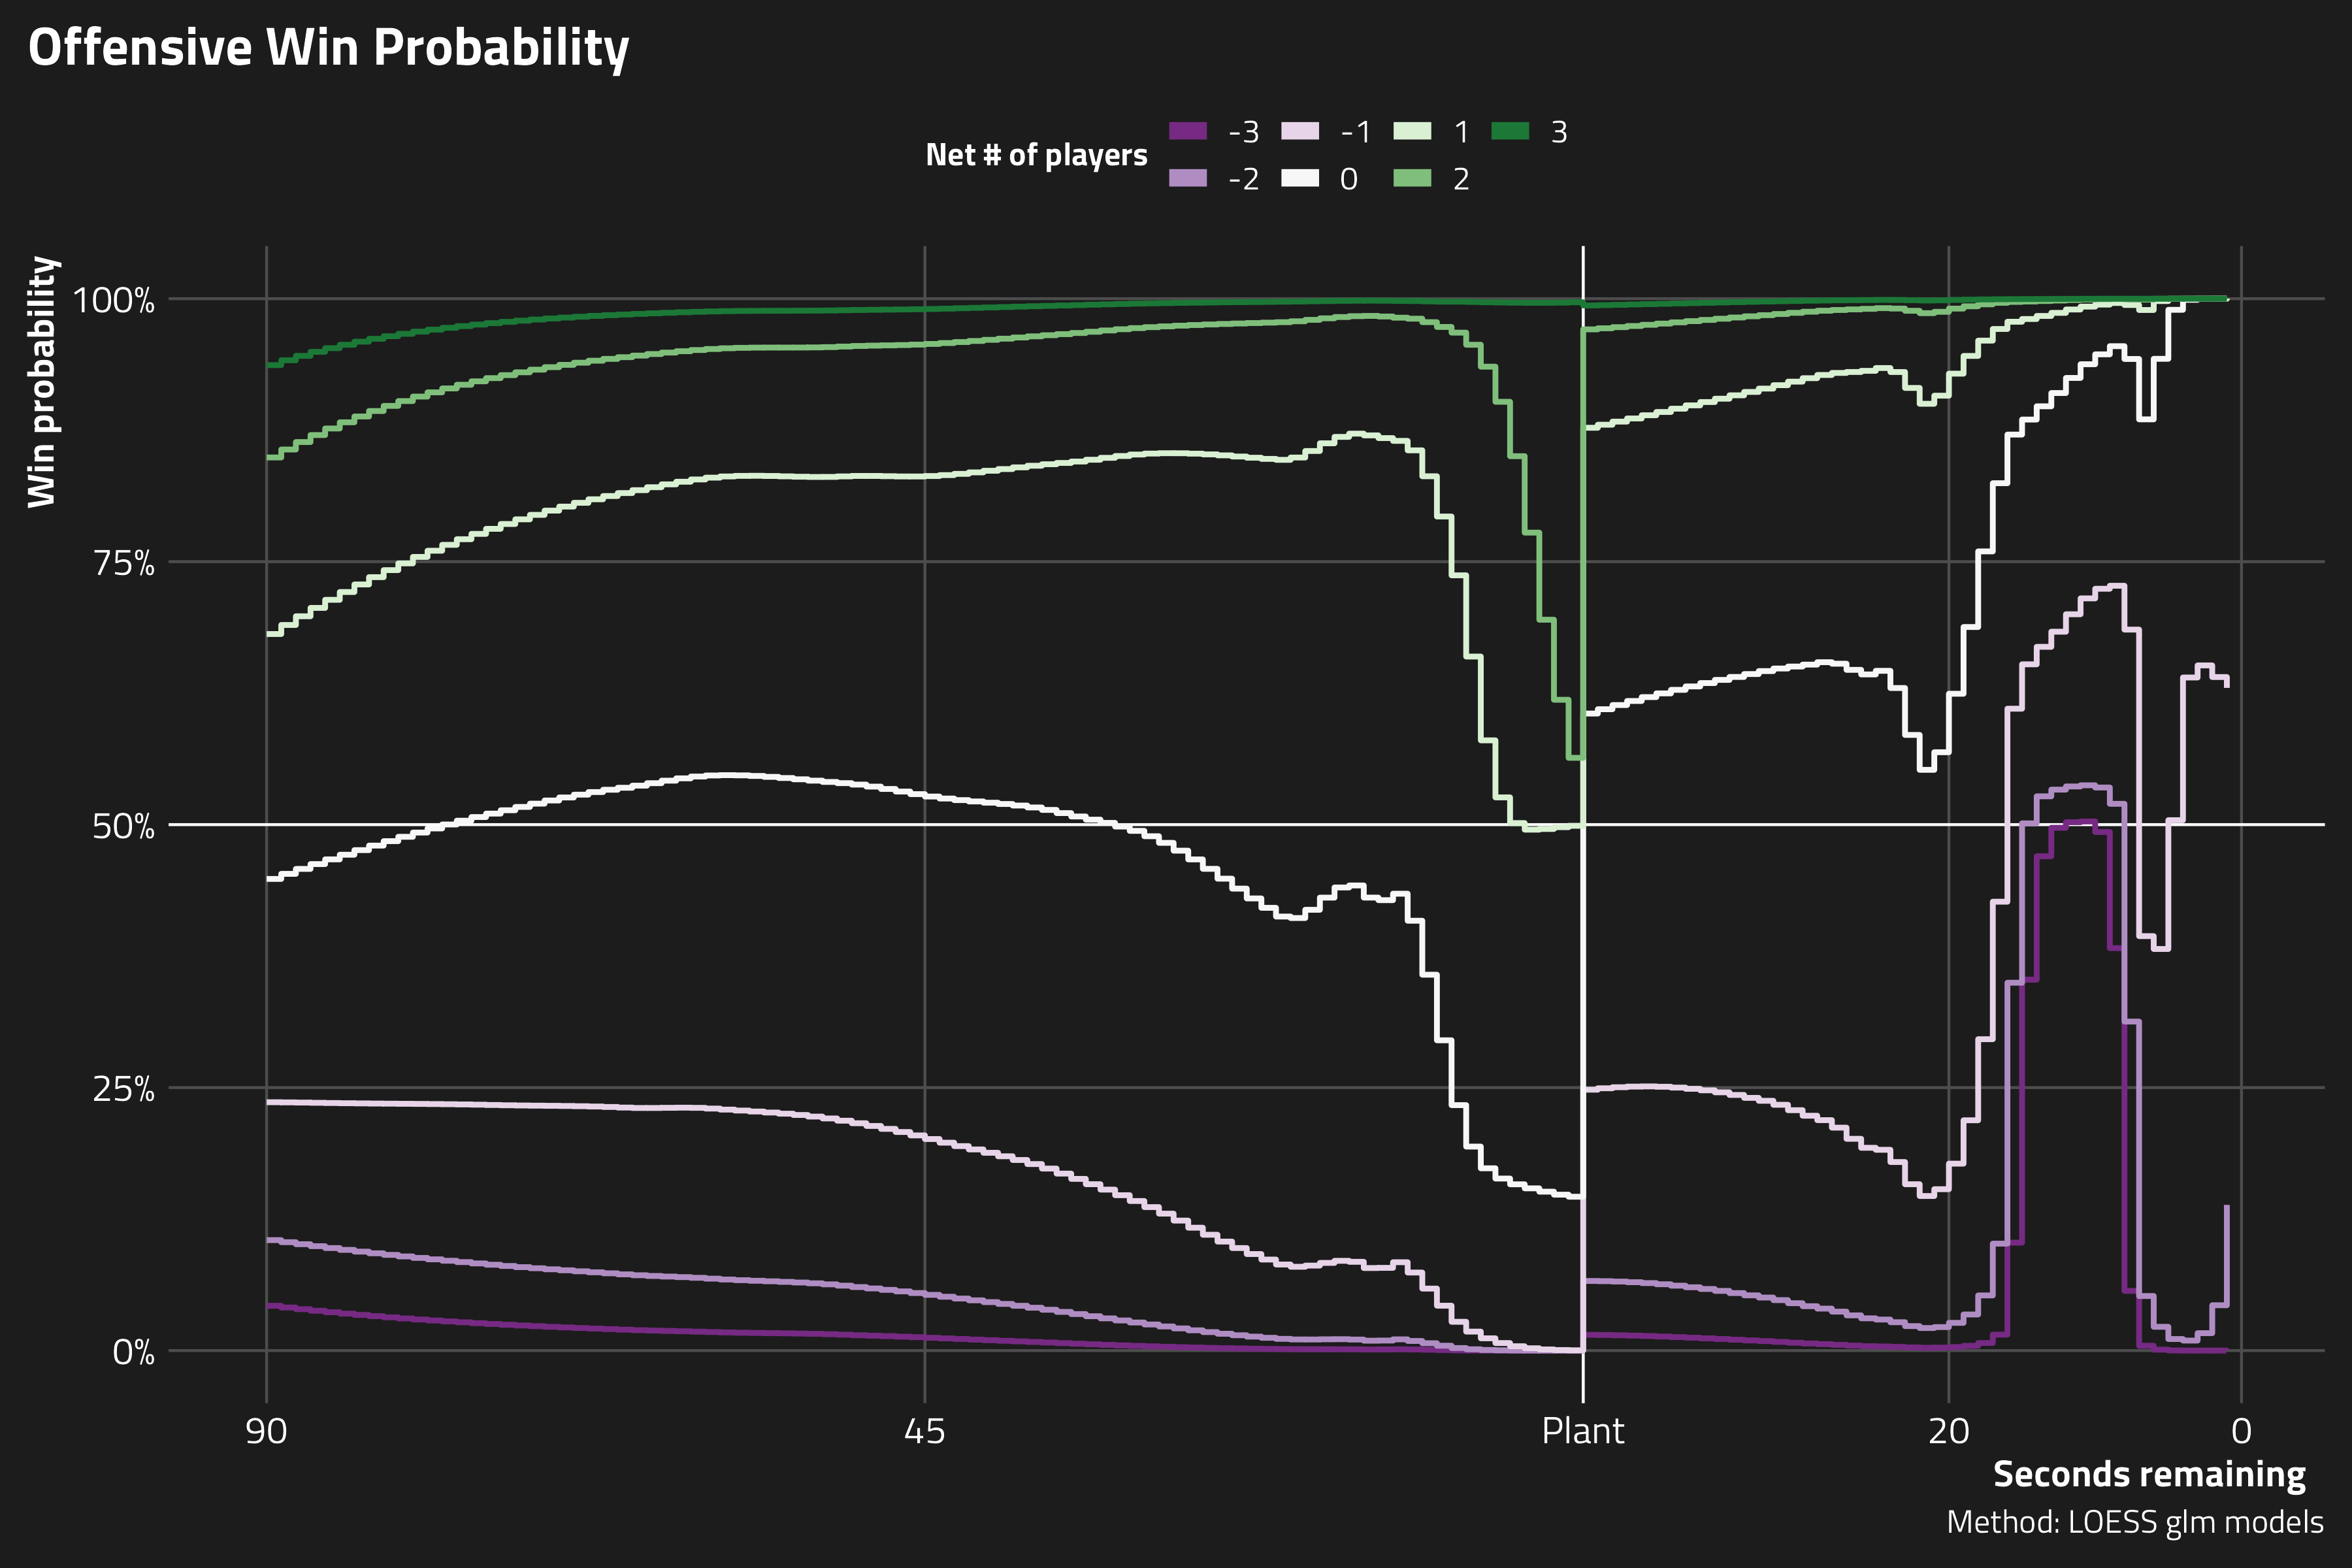 Offensive Win Probability
Net # of players
-3 -1 1 3
-2 0 2
Win probability
100%
75%
50%
25%
0%
90 45 Plant 20 0
Seconds remaining
Method: LOESS glm models